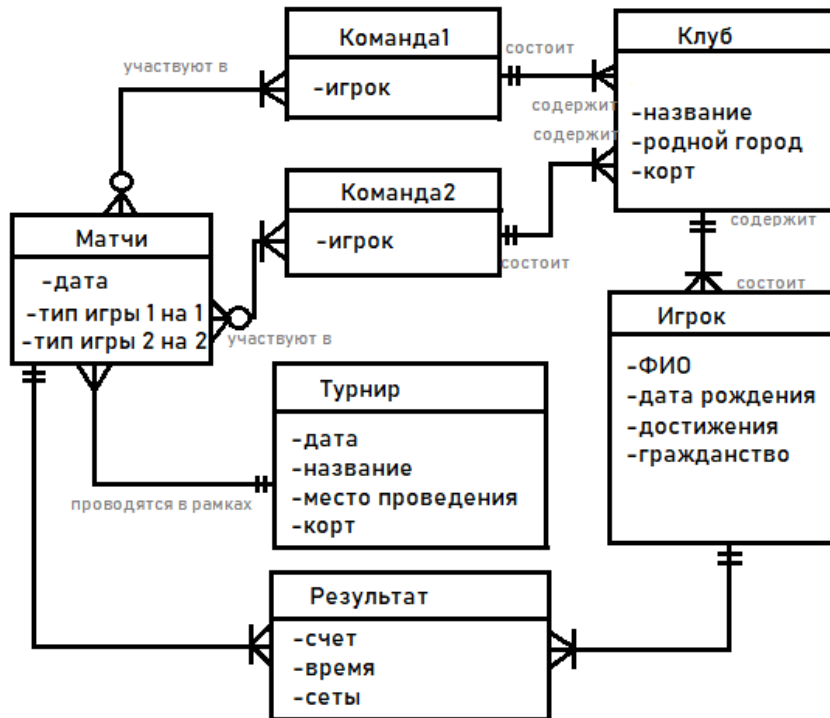 Команда1
-игрок
состоит
Клуб
-название
-родной город
-корт
участвуют в
содержит
содержит
Команда2
-игрок
состоит
содержит
состоит
Матчи
-дата
-тип игры 1 на 1
-тип игры 2 на 2
участвуют в
Игрок
-ФИО
-дата рождения
-достижения
-гражданство
Турнир
-дата
-название
-место проведения
-корт
проводятся в рамках
Результат
-счет
-время
-сеты